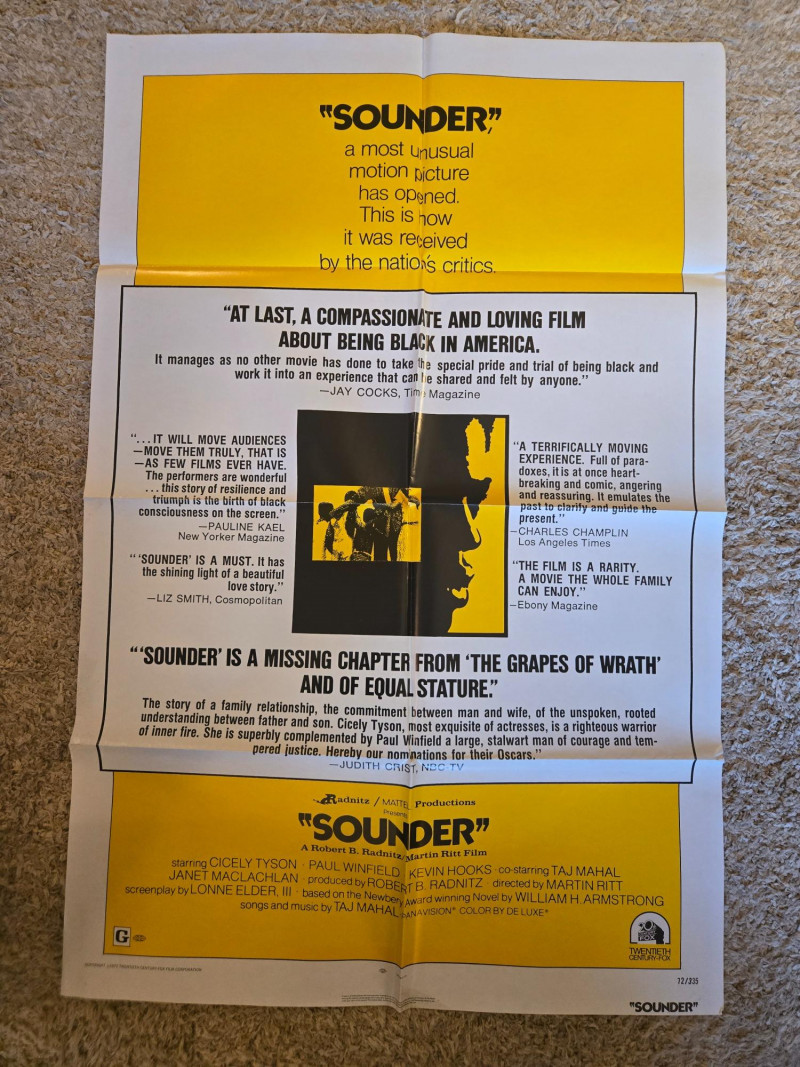 "SOUNDER,"
a most unusual
motion picture
has opened.
This is how
it was received
by the nation's critics.
"AT LAST, A COMPASSIONATE AND LOVING FILM
ABOUT BEING BLACK IN AMERICA.
It manages as no other movie has done to take the special pride and trial of being black and
work it into an experience that can be shared and felt by anyone."
—JAY COCKS, Time Magazine
"...IT WILL MOVE AUDIENCES
—MOVE THEM TRULY, THAT IS
—AS FEW FILMS EVER HAVE.
The performers are wonderful
...this story of resilience and
triumph is the birth of black
consciousness on the screen."
—PAULINE KAEL
New Yorker Magazine
"'SOUNDER' IS A MUST. It has
the shining light of a beautiful
love story."
—LIZ SMITH, Cosmopolitan
"A TERRIFICALLY MOVING
EXPERIENCE. Full of para-
doxes, it is at once heart-
breaking and comic, angering
and reassuring. It emulates the
past to clarify and guide the
present."
—CHARLES CHAMPLIN
Los Angeles Times
"THE FILM IS A RARITY.
A MOVIE THE WHOLE FAMILY
CAN ENJOY."
—Ebony Magazine
"'SOUNDER' IS A MISSING CHAPTER FROM 'THE GRAPES OF WRATH'
AND OF EQUAL STATURE."
The story of a family relationship, the commitment between man and wife, of the unspoken, rooted
understanding between father and son. Cicely Tyson, most exquisite of actresses, is a righteous warrior
of inner fire. She is superbly complemented by Paul Winfield a large, stalwart man of courage and tem-
pered justice. Hereby our nominations for their Oscars."
—JUDITH CRIST, NBC-TV
Radnitz / MATTEL Productions
Presents
"SOUNDER"
A Robert B. Radnitz/Martin Ritt Film
starring CICELY TYSON · PAUL WINFIELD · KEVIN HOOKS · co-starring TAJ MAHAL
JANET MACLACHLAN · produced by ROBERT B. RADNITZ directed by MARTIN RITT
screenplay by LONNE ELDER, III · based on the Newbery Award winning Novel by WILLIAM H. ARMSTRONG
songs and music by TAJ MAHAL PANAVISION® COLOR BY DE LUXE®
G
TWENTIETH
CENTURY-FOX
72/335
"SOUNDER"